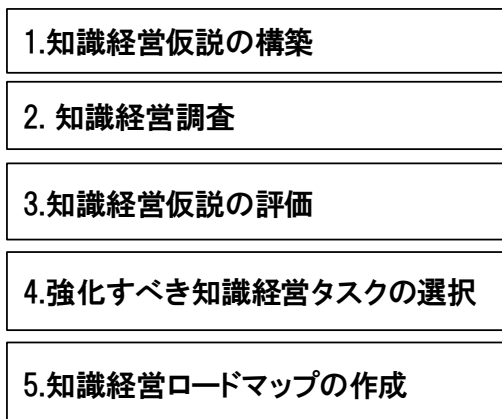 1.知識経営仮説の構築
2. 知識経営調査
3.知識経営仮説の評価
4.強化すべき知識経営タスクの選択
5.知識経営ロードマップの作成